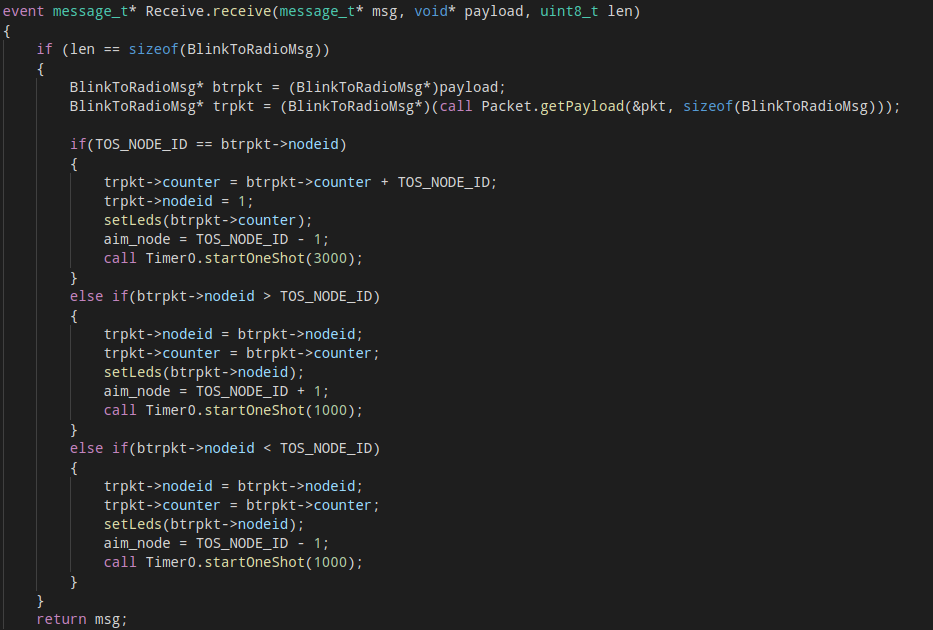 event message_t* Receive.receive(message_t* msg, void* payload, uint8_t len)
{
    if (len == sizeof(BlinkToRadioMsg))
    {
        BlinkToRadioMsg* btrpkt = (BlinkToRadioMsg*)payload;
        BlinkToRadioMsg* trpkt = (BlinkToRadioMsg*)(call Packet.getPayload(&pkt, sizeof(BlinkToRadioMsg)));

        if(TOS_NODE_ID == btrpkt->nodeid)
        {
            trpkt->counter = btrpkt->counter + TOS_NODE_ID;
            trpkt->nodeid = 1;
            setLeds(btrpkt->counter);
            aim_node = TOS_NODE_ID - 1;
            call Timer0.startOneShot(3000);
        }
        else if(btrpkt->nodeid > TOS_NODE_ID)
        {
            trpkt->nodeid = btrpkt->nodeid;
            trpkt->counter = btrpkt->counter;
            setLeds(btrpkt->nodeid);
            aim_node = TOS_NODE_ID + 1;
            call Timer0.startOneShot(1000);
        }
        else if(btrpkt->nodeid < TOS_NODE_ID)
        {
            trpkt->nodeid = btrpkt->nodeid;
            trpkt->counter = btrpkt->counter;
            setLeds(btrpkt->nodeid);
            aim_node = TOS_NODE_ID - 1;
            call Timer0.startOneShot(1000);
        }
    }
    return msg;